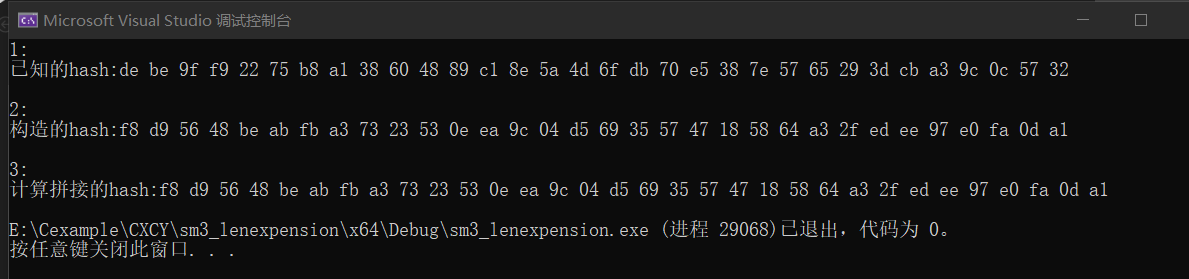 Microsoft Visual Studio 调试控制台
1:
已知的hash:de be 9f f9 22 75 b8 a1 38 60 48 89 c1 8e 5a 4d 6f db 70 e5 38 7e 57 65 29 3d cb a3 9c 0c 57 32
2:
构造的hash:f8 d9 56 48 be ab fb a3 73 23 53 0e ea 9c 04 d5 69 35 57 47 18 58 64 a3 2f ed ee 97 e0 fa 0d a1
3:
计算拼接的hash:f8 d9 56 48 be ab fb a3 73 23 53 0e ea 9c 04 d5 69 35 57 47 18 58 64 a3 2f ed ee 97 e0 fa 0d a1
E:\Cexample\CXCY\sm3_lenexpension\x64\Debug\sm3_lenexpension.exe (进程 29068)已退出，代码为 0。
按任意键关闭此窗口. . .